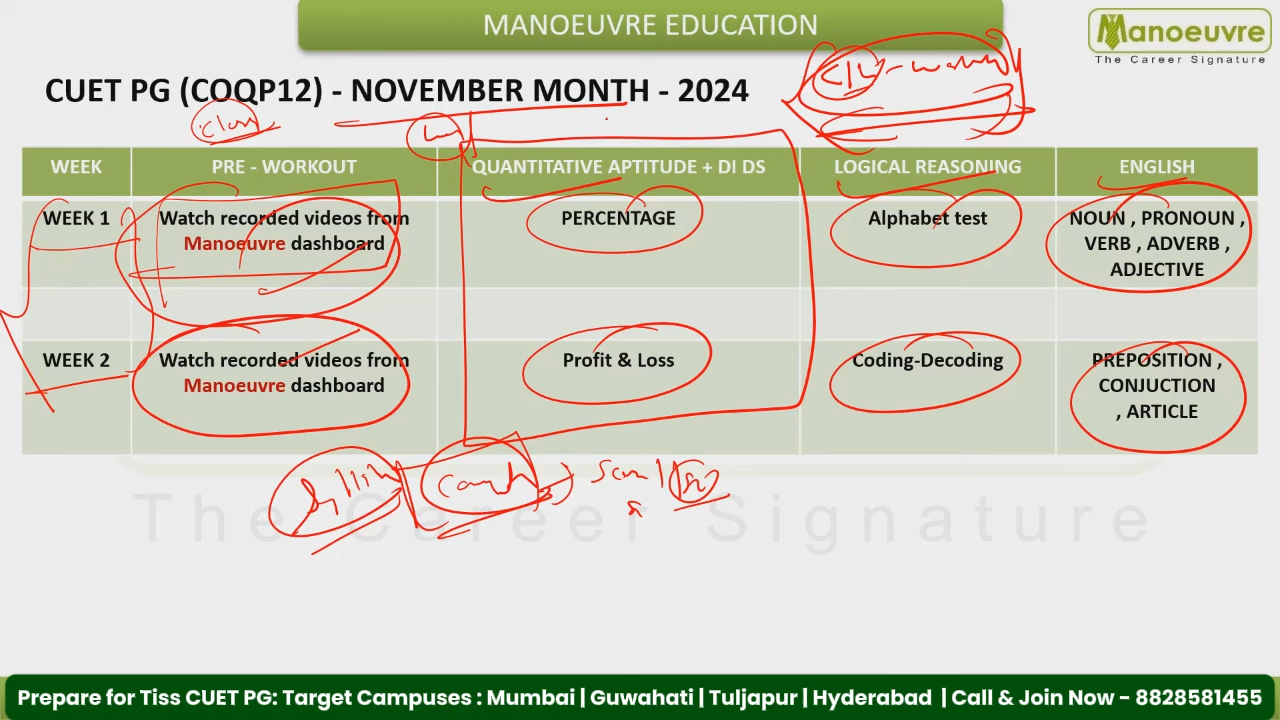 MANOEUVRE EDUCATION
Manoeuvre
The Career Signature
CUET PG (COQP12) - NOVEMBER MONTH - 2024
Class
WEEK PRE - WORKOUT QUANTITATIVE APTITUDE + DI DS LOGICAL REASONING ENGLISH
WEEK 1 Watch recorded videos from Manoeuvre dashboard PERCENTAGE Alphabet test NOUN , PRONOUN , VERB , ADVERB , ADJECTIVE
WEEK 2 Watch recorded videos from Manoeuvre dashboard Profit & Loss Coding-Decoding PREPOSITION , CONJUCTION , ARTICLE
The Career Signature
Prepare for Tiss CUET PG: Target Campuses : Mumbai | Guwahati | Tuljapur | Hyderabad | Call & Join Now - 8828581455